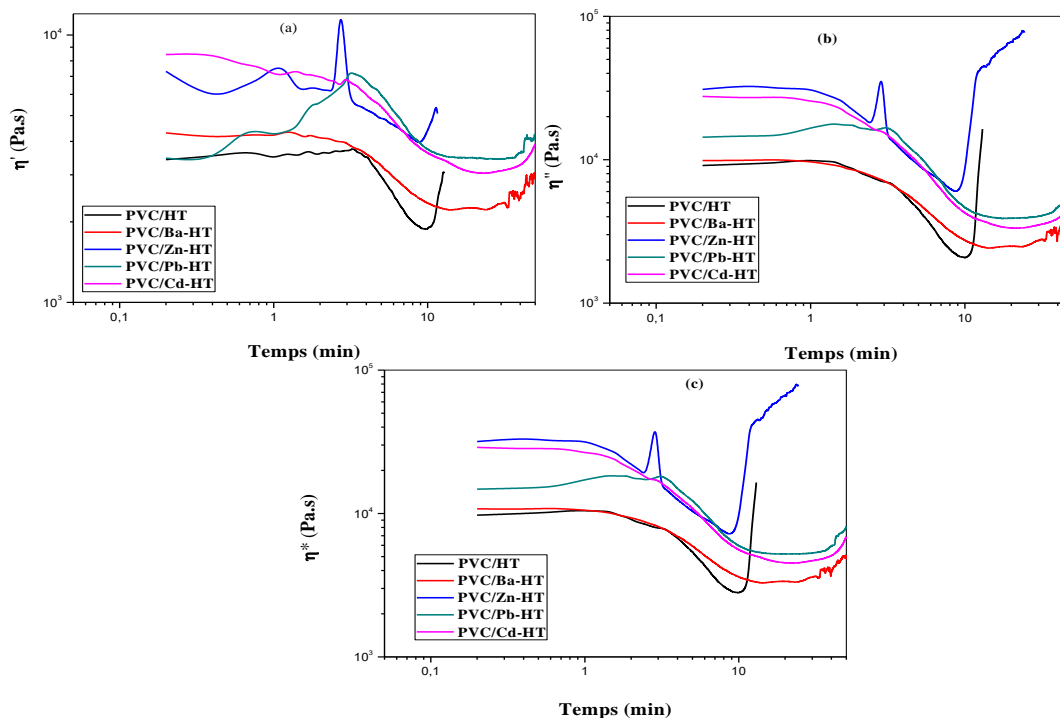 (a)
10⁴
10³
η' (Pa.s)
PVC/HT
PVC/Ba-HT
PVC/Zn-HT
PVC/Pb-HT
PVC/Cd-HT
0,1
1
10
Temps (min)
(b)
10⁵
10⁴
10³
η" (Pa.s)
PVC/HT
PVC/Ba-HT
PVC/Zn-HT
PVC/Pb-HT
PVC/Cd-HT
0,1
1
10
Temps (min)
(c)
10⁵
10⁴
10³
η* (Pa.s)
PVC/HT
PVC/Ba-HT
PVC/Zn-HT
PVC/Pb-HT
PVC/Cd-HT
0,1
1
10
Temps (min)